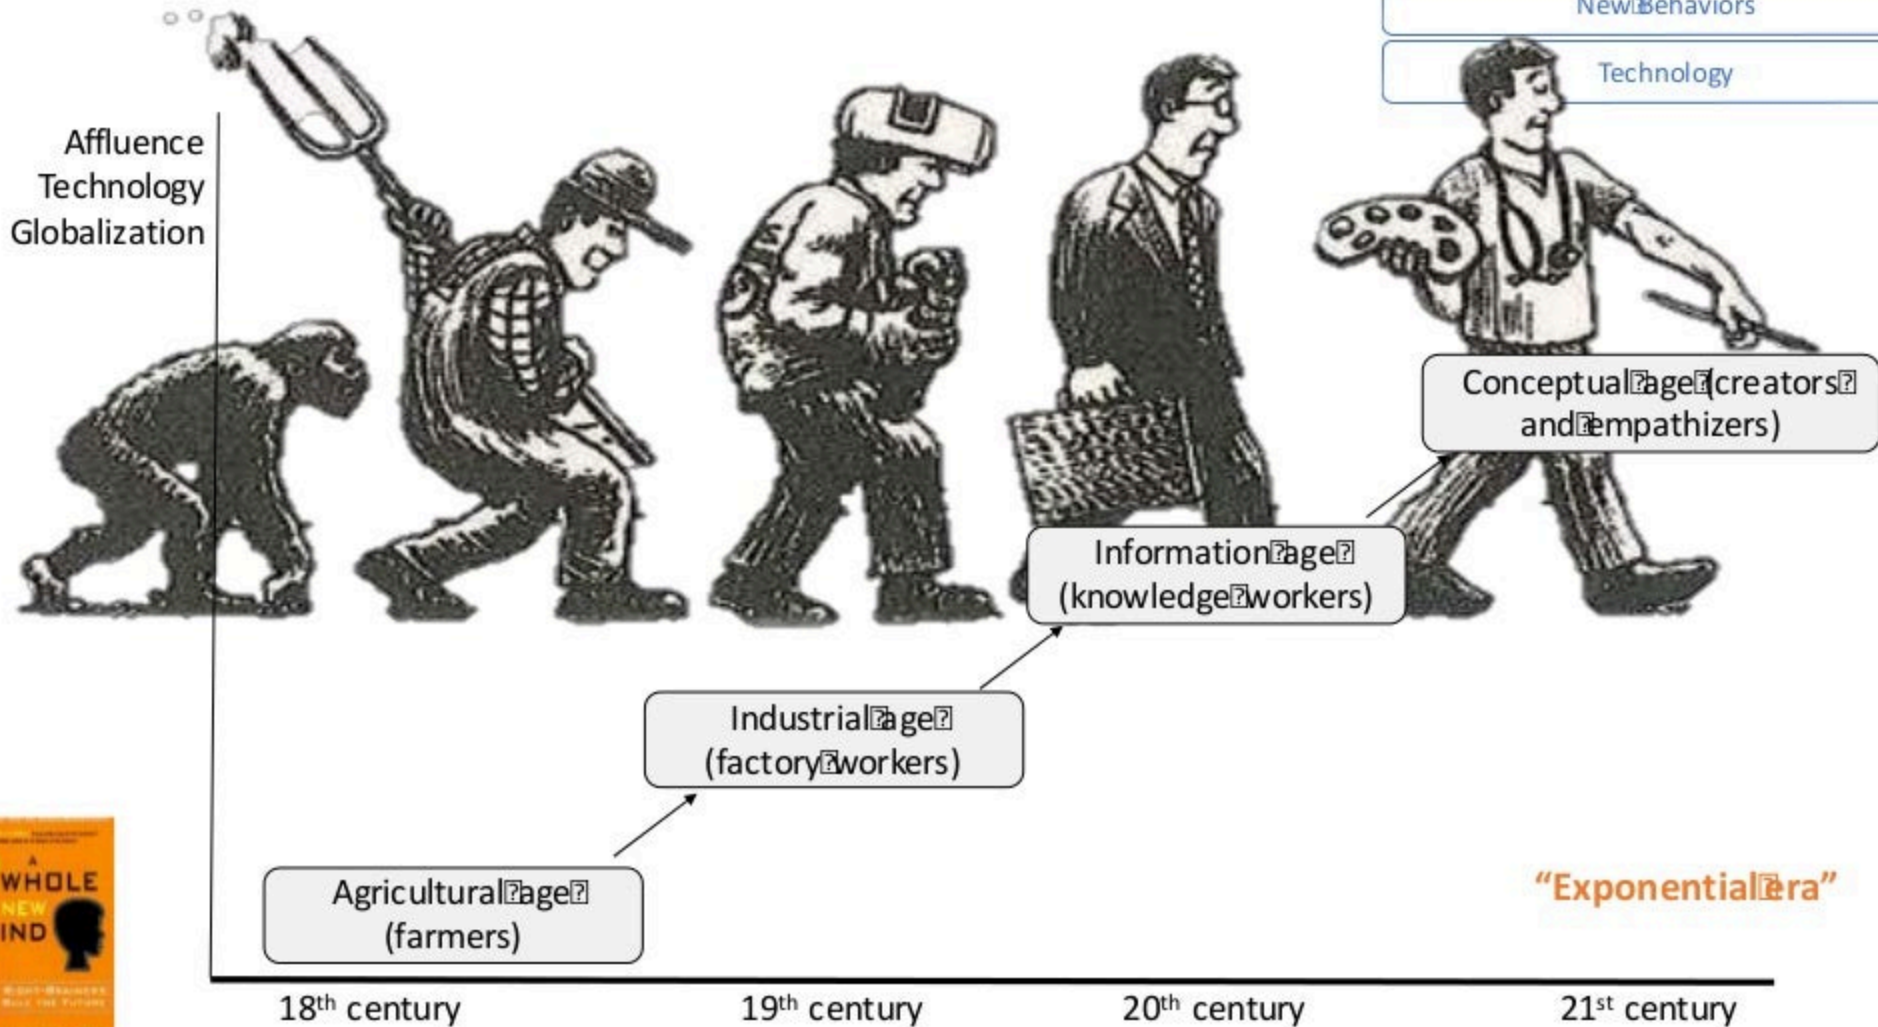 New Behaviors
Technology
Affluence
Technology
Globalization
Conceptual age (creators
and empathizers)
Information age
(knowledge workers)
Industrial age
(factory workers)
Agricultural age
(farmers)
"Exponential era"
A
WHOLE
NEW
IND
18th century
19th century
20th century
21st century